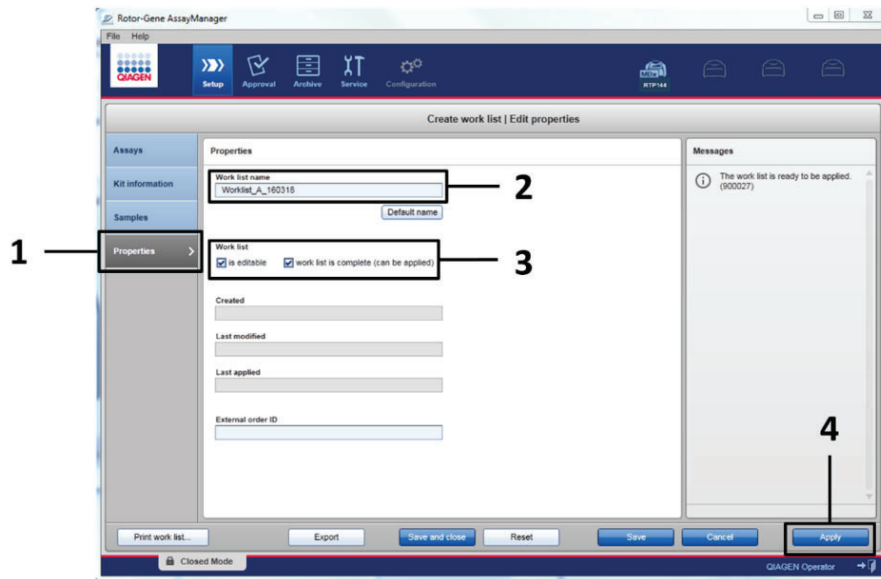 Rotor-Gene AssayManager
File Help
QIAGEN
Setup Approval Archive Service Configuration
MDx
RTP144
Create work list | Edit properties
Assays
Kit information
Samples
Properties
Properties
Work list name
Worklist_A_160316
Default name
Work list
is editable work list is complete (can be applied)
Created
Last modified
Last applied
External order ID
Messages
The work list is ready to be applied.
(900027)
1
2
3
4
Print work list... Export Save and close Reset Save Cancel Apply
Closed Mode
QIAGEN Operator